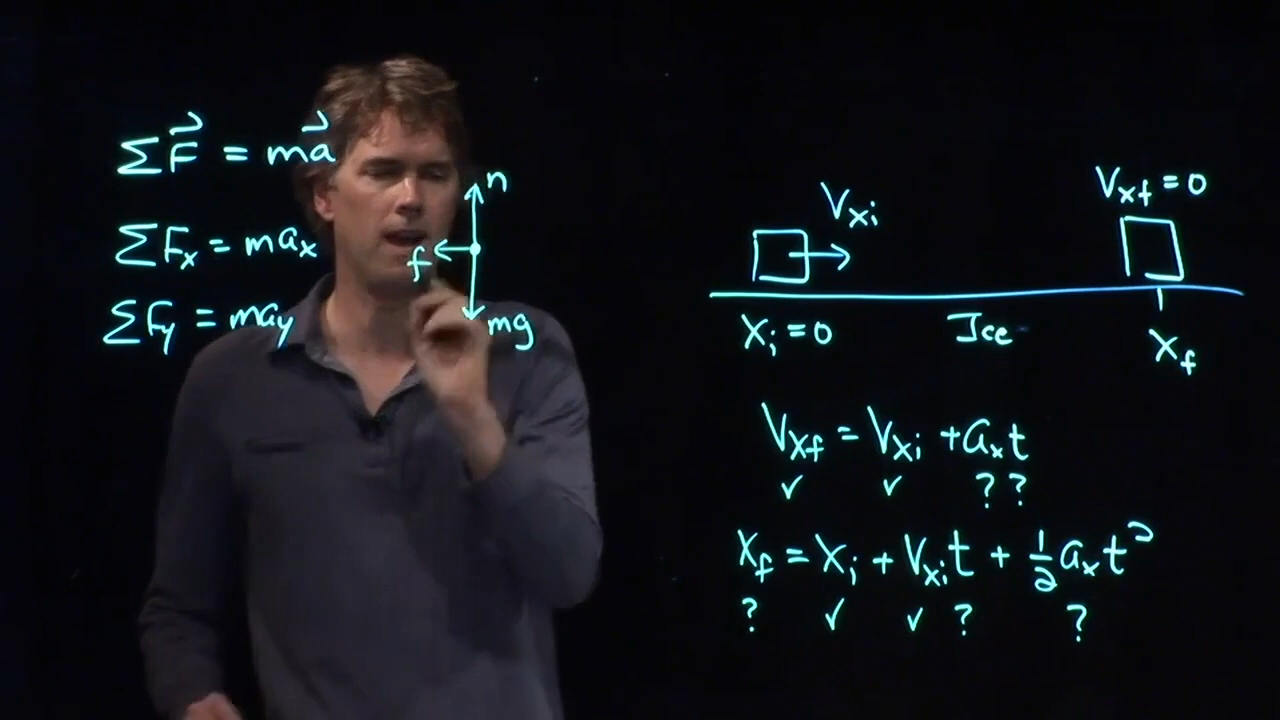 ΣF⃗ = ma⃗
ΣFx = max
ΣFy = may
n
f
mg
Vxi
Vxf = 0
xi = 0
Ice
xf
Vxf = Vxi + axt
✓ ✓ ? ?
xf = xi + Vxit + ½axt²
? ✓ ✓ ? ?